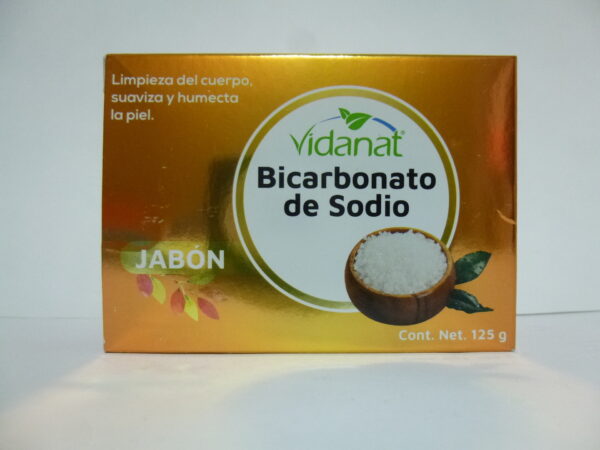 Limpieza del cuerpo,
suaviza y humecta
la piel.
Vidanat®
Bicarbonato
de Sodio
JABÓN
Cont. Net. 125 g